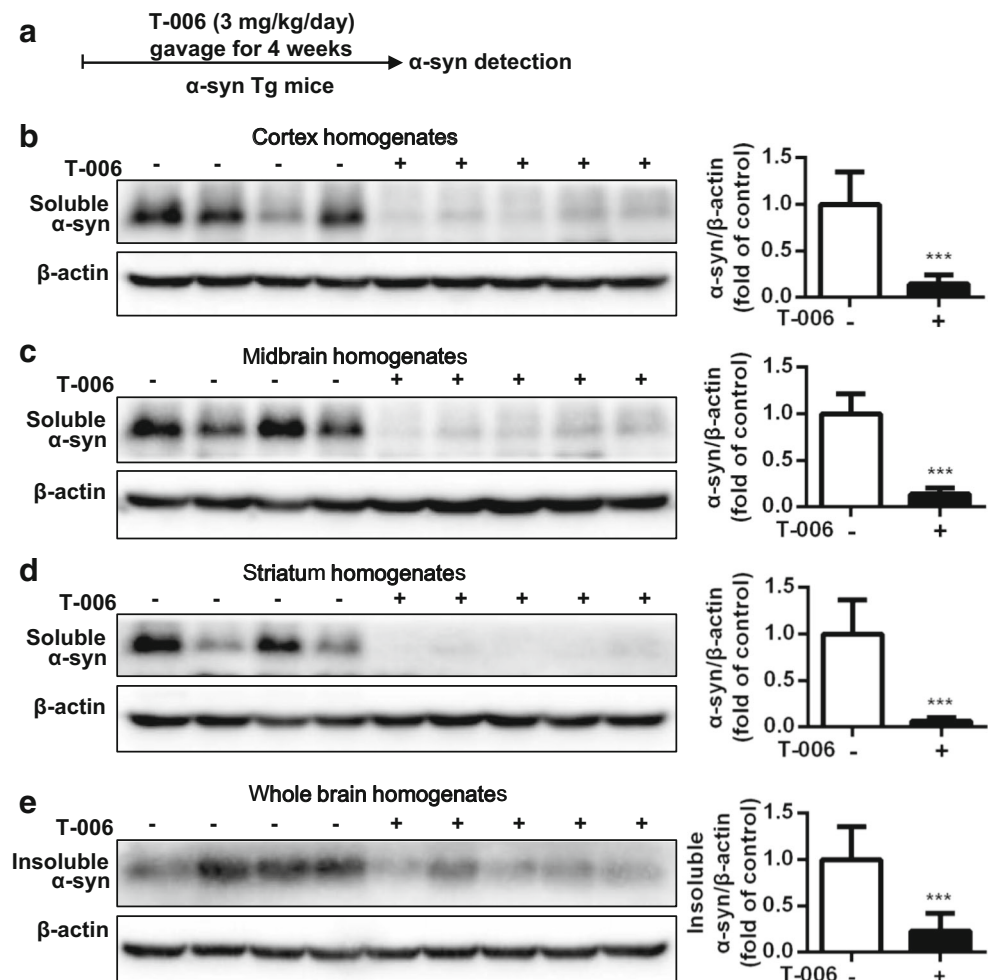 a
T-006 (3 mg/kg/day)
gavage for 4 weeks
α-syn detection
α-syn Tg mice
b
Cortex homogenates
T-006 - - - - + + + + +
Soluble
α-syn
β-actin
α-syn/β-actin
(fold of control)
1.5
1.0
0.5
0.0
***
T-006 - +
c
Midbrain homogenates
T-006 - - - - + + + + +
Soluble
α-syn
β-actin
α-syn/β-actin
(fold of control)
1.5
1.0
0.5
0.0
***
T-006 - +
d
Striatum homogenates
T-006 - - - - + + + + +
Soluble
α-syn
β-actin
α-syn/β-actin
(fold of control)
1.5
1.0
0.5
0.0
***
T-006 - +
e
Whole brain homogenates
T-006 - - - - + + + + +
Insoluble
α-syn
β-actin
Insoluble
α-syn/β-actin
(fold of control)
1.5
1.0
0.5
0.0
***
T-006 - +